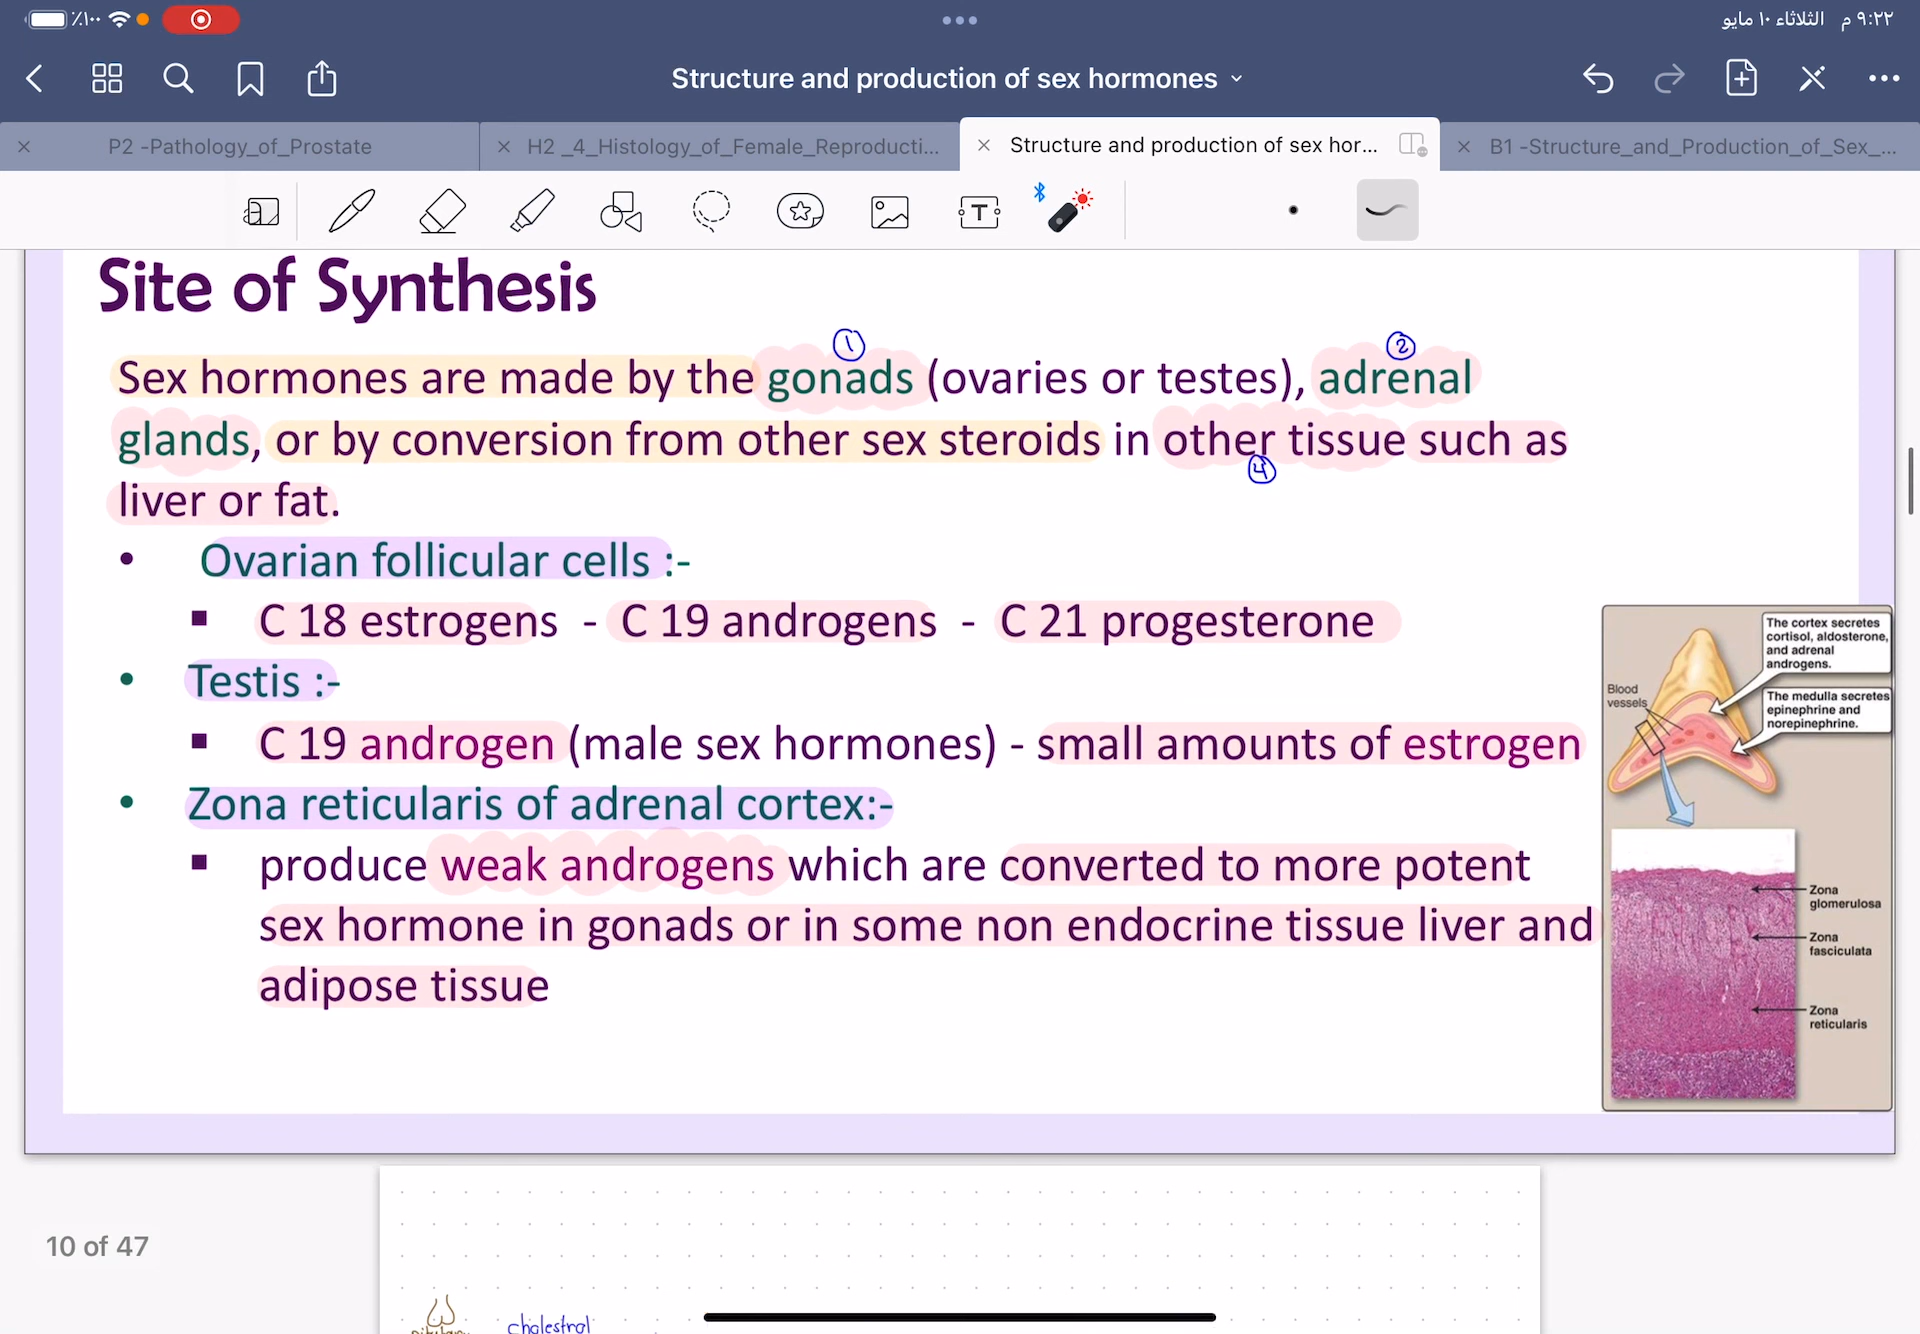 ٪١٠٠
٩:٢٢ م الثلاثاء ١٠ مايو
Structure and production of sex hormones
P2 -Pathology_of_Prostate
H2 _4_Histology_of_Female_Reproducti...
Structure and production of sex hor...
B1 -Structure_and_Production_of_Sex_...
T
Site of Synthesis
1
2
Sex hormones are made by the gonads (ovaries or testes), adrenal
glands, or by conversion from other sex steroids in other tissue such as
4
liver or fat.
• Ovarian follicular cells :-
▪ C 18 estrogens - C 19 androgens - C 21 progesterone
• Testis :-
▪ C 19 androgen (male sex hormones) - small amounts of estrogen
• Zona reticularis of adrenal cortex:-
▪ produce weak androgens which are converted to more potent
sex hormone in gonads or in some non endocrine tissue liver and
adipose tissue
The cortex secretes
cortisol, aldosterone,
and adrenal
androgens.
Blood
vessels
The medulla secretes
epinephrine and
norepinephrine.
Zona
glomerulosa
Zona
fasciculata
Zona
reticularis
10 of 47
cholestrol